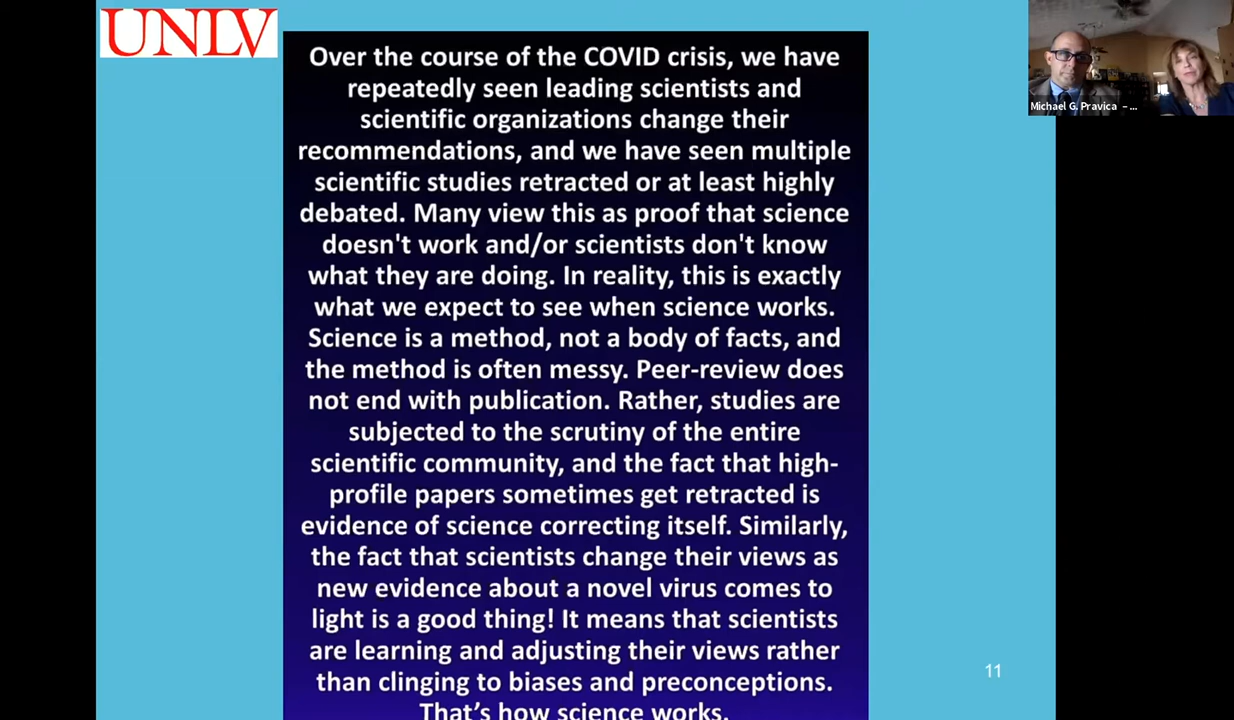 UNLV
Over the course of the COVID crisis, we have
repeatedly seen leading scientists and
scientific organizations change their
recommendations, and we have seen multiple
scientific studies retracted or at least highly
debated. Many view this as proof that science
doesn't work and/or scientists don't know
what they are doing. In reality, this is exactly
what we expect to see when science works.
Science is a method, not a body of facts, and
the method is often messy. Peer-review does
not end with publication. Rather, studies are
subjected to the scrutiny of the entire
scientific community, and the fact that high-
profile papers sometimes get retracted is
evidence of science correcting itself. Similarly,
the fact that scientists change their views as
new evidence about a novel virus comes to
light is a good thing! It means that scientists
are learning and adjusting their views rather
than clinging to biases and preconceptions.
That's how science works.
Michael G. Pravica – ...
11